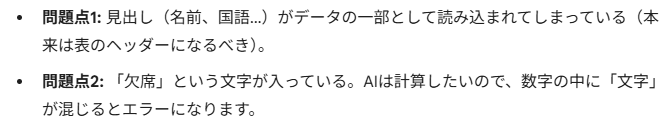 • 問題点1: 見出し（名前、国語...）がデータの一部として読み込まれてしまっている（本
来は表のヘッダーになるべき）。
• 問題点2: 「欠席」という文字が入っている。AIは計算したいので、数字の中に「文字」
が混じるとエラーになります。